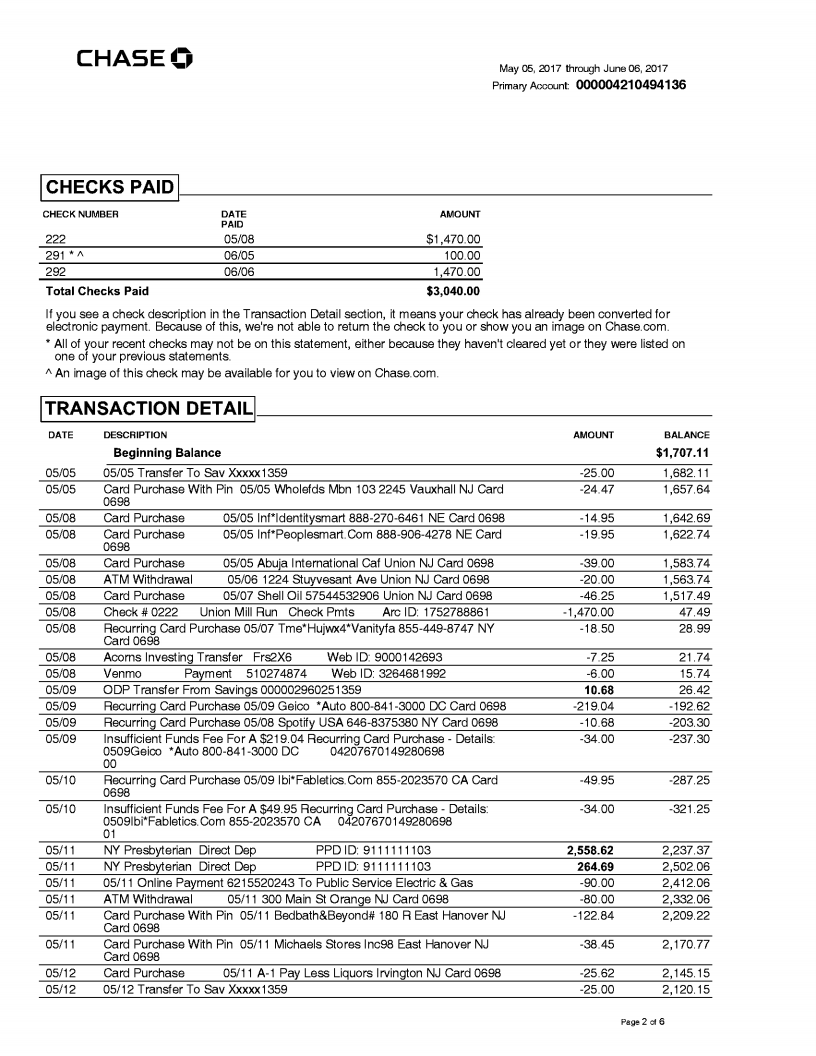 CHASE
May 05, 2017 through June 06, 2017
Primary Account: 000004210494136
CHECKS PAID
CHECK NUMBER DATE PAID AMOUNT
222 05/08 $1,470.00
291 * ^ 06/05 100.00
292 06/06 1,470.00
Total Checks Paid $3,040.00
If you see a check description in the Transaction Detail section, it means your check has already been converted for
electronic payment. Because of this, we're not able to return the check to you or show you an image on Chase.com.
* All of your recent checks may not be on this statement, either because they haven't cleared yet or they were listed on
one of your previous statements.
^ An image of this check may be available for you to view on Chase.com.
TRANSACTION DETAIL
DATE DESCRIPTION AMOUNT BALANCE
Beginning Balance $1,707.11
05/05 05/05 Transfer To Sav Xxxxx1359 -25.00 1,682.11
05/05 Card Purchase With Pin 05/05 Wholefds Mbn 103 2245 Vauxhall NJ Card -24.47 1,657.64
0698
05/08 Card Purchase 05/05 Inf*Identitysmart 888-270-6461 NE Card 0698 -14.95 1,642.69
05/08 Card Purchase 05/05 Inf*Peoplesmart.Com 888-906-4278 NE Card -19.95 1,622.74
0698
05/08 Card Purchase 05/05 Abuja International Caf Union NJ Card 0698 -39.00 1,583.74
05/08 ATM Withdrawal 05/06 1224 Stuyvesant Ave Union NJ Card 0698 -20.00 1,563.74
05/08 Card Purchase 05/07 Shell Oil 57544532906 Union NJ Card 0698 -46.25 1,517.49
05/08 Check # 0222 Union Mill Run Check Pmts Arc ID: 1752788861 -1,470.00 47.49
05/08 Recurring Card Purchase 05/07 Tme*Hujwx4*Vanityfa 855-449-8747 NY -18.50 28.99
Card 0698
05/08 Acorns Investing Transfer Frs2X6 Web ID: 9000142693 -7.25 21.74
05/08 Venmo Payment 510274874 Web ID: 3264681992 -6.00 15.74
05/09 ODP Transfer From Savings 000002960251359 10.68 26.42
05/09 Recurring Card Purchase 05/09 Geico *Auto 800-841-3000 DC Card 0698 -219.04 -192.62
05/09 Recurring Card Purchase 05/08 Spotify USA 646-8375380 NY Card 0698 -10.68 -203.30
05/09 Insufficient Funds Fee For A $219.04 Recurring Card Purchase - Details: -34.00 -237.30
0509Geico *Auto 800-841-3000 DC 04207670149280698
00
05/10 Recurring Card Purchase 05/09 Ibi*Fabletics.Com 855-2023570 CA Card -49.95 -287.25
0698
05/10 Insufficient Funds Fee For A $49.95 Recurring Card Purchase - Details: -34.00 -321.25
0509Ibi*Fabletics.Com 855-2023570 CA 04207670149280698
01
05/11 NY Presbyterian Direct Dep PPD ID: 9111111103 2,558.62 2,237.37
05/11 NY Presbyterian Direct Dep PPD ID: 9111111103 264.69 2,502.06
05/11 05/11 Online Payment 6215520243 To Public Service Electric & Gas -90.00 2,412.06
05/11 ATM Withdrawal 05/11 300 Main St Orange NJ Card 0698 -80.00 2,332.06
05/11 Card Purchase With Pin 05/11 Bedbath&Beyond# 180 R East Hanover NJ -122.84 2,209.22
Card 0698
05/11 Card Purchase With Pin 05/11 Michaels Stores Inc98 East Hanover NJ -38.45 2,170.77
Card 0698
05/12 Card Purchase 05/11 A-1 Pay Less Liquors Irvington NJ Card 0698 -25.62 2,145.15
05/12 05/12 Transfer To Sav Xxxxx1359 -25.00 2,120.15
Page 2 of 6